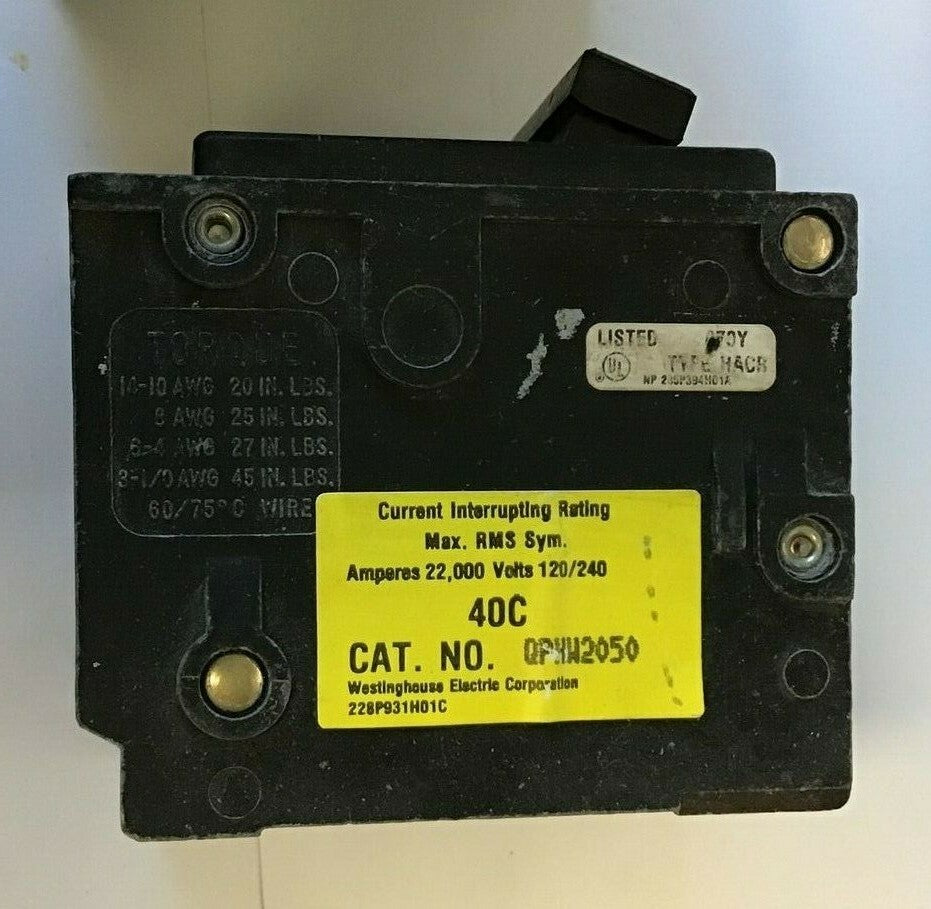 TORQUE
14-10 AWG 20 IN. LBS.
8 AWG 25 IN. LBS.
6-4 AWG 27 IN. LBS.
3-1/0 AWG 45 IN. LBS.
60/75°C WIRE
LISTED
UL TYPE HACR
NP
Current Interrupting Rating
Max. RMS Sym.
Amperes 22,000 Volts 120/240
40C
CAT. NO. QPHW2050
Westinghouse Electric Corporation
228P931H01C